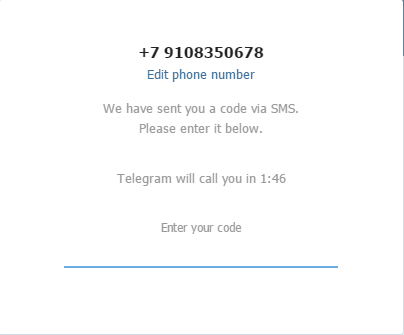 +7 9108350678
Edit phone number
We have sent you a code via SMS.
Please enter it below.
Telegram will call you in 1:46
Enter your code